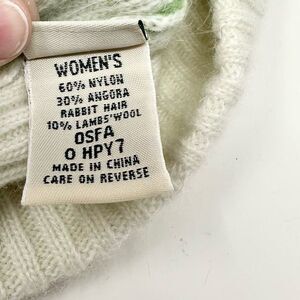 WOMEN'S
60% NYLON
30% ANGORA
RABBIT HAIR
10% LAMBS' WOOL
OSFA
O HPY7
MADE IN CHINA
CARE ON REVERSE